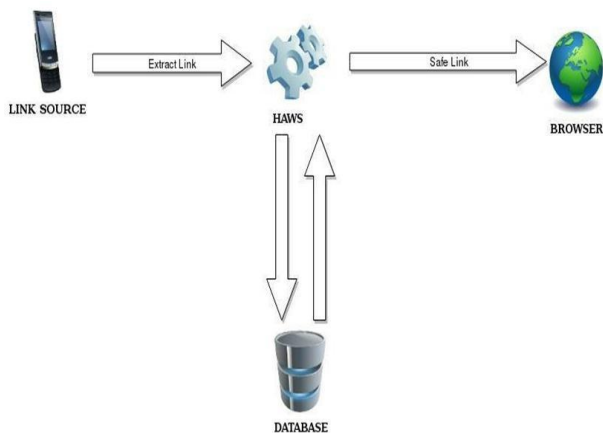 Extract Link
Safe Link
LINK SOURCE
HAWS
BROWSER
DATABASE